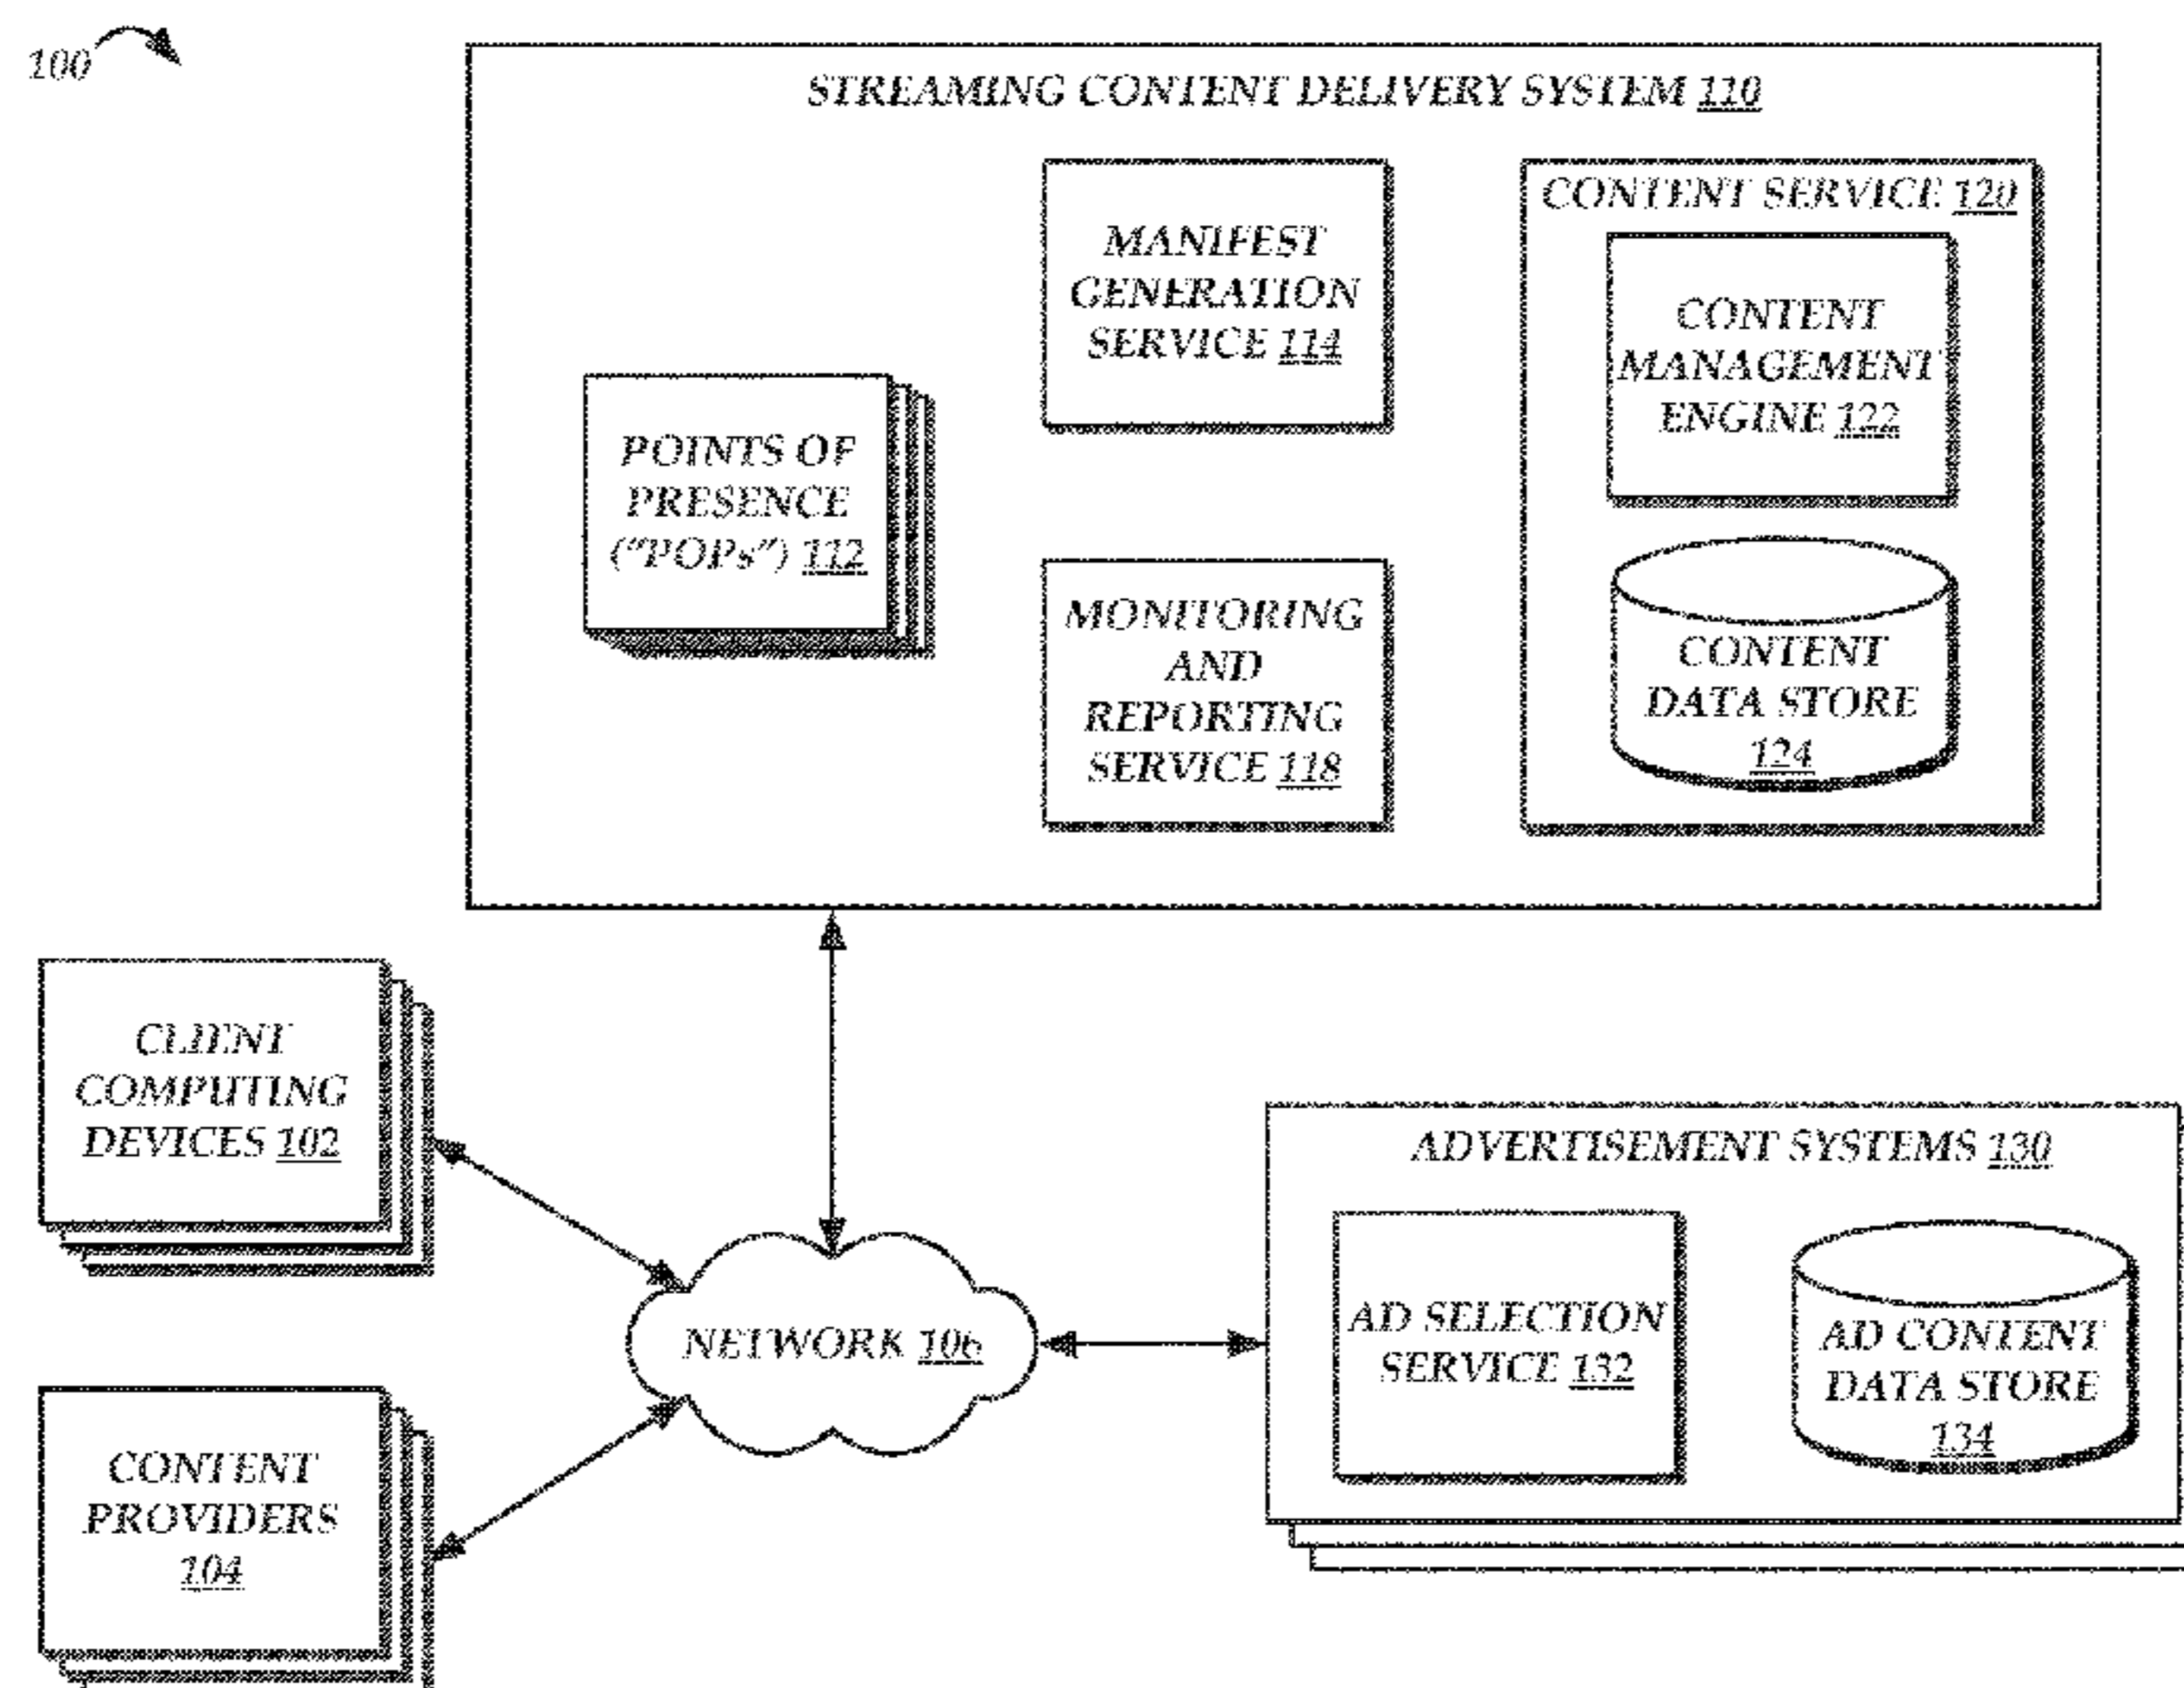 100
STREAMING CONTENT DELIVERY SYSTEM 110
POINTS OF
PRESENCE
("POPs") 112
MANIFEST
GENERATION
SERVICE 114
MONITORING
AND
REPORTING
SERVICE 118
CONTENT SERVICE 120
CONTENT
MANAGEMENT
ENGINE 122
CONTENT
DATA STORE
124
CLIENT
COMPUTING
DEVICES 102
CONTENT
PROVIDERS
104
NETWORK 106
ADVERTISEMENT SYSTEMS 130
AD SELECTION
SERVICE 132
AD CONTENT
DATA STORE
134